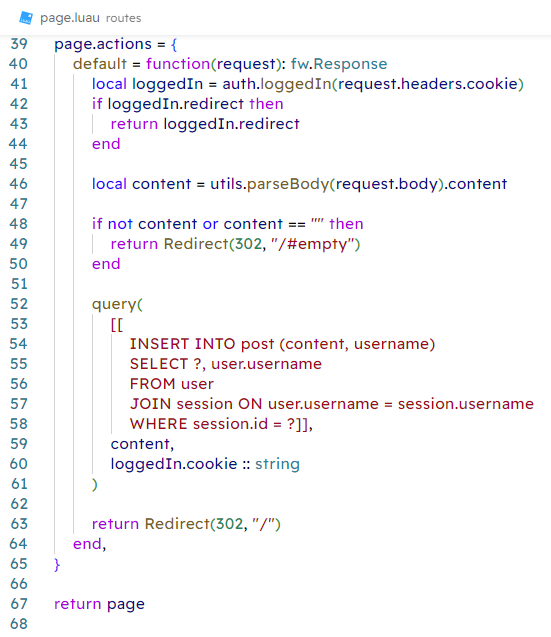 page.luau routes
39 page.actions = {
40 default = function(request): fw.Response
41 local loggedIn = auth.loggedIn(request.headers.cookie)
42 if loggedIn.redirect then
43 return loggedIn.redirect
44 end
45
46 local content = utils.parseBody(request.body).content
47
48 if not content or content == "" then
49 return Redirect(302, "/#empty")
50 end
51
52 query(
53 [[
54 INSERT INTO post (content, username)
55 SELECT ?, user.username
56 FROM user
57 JOIN session ON user.username = session.username
58 WHERE session.id = ?]],
59 content,
60 loggedIn.cookie :: string
61 )
62
63 return Redirect(302, "/")
64 end,
65 }
66
67 return page
68